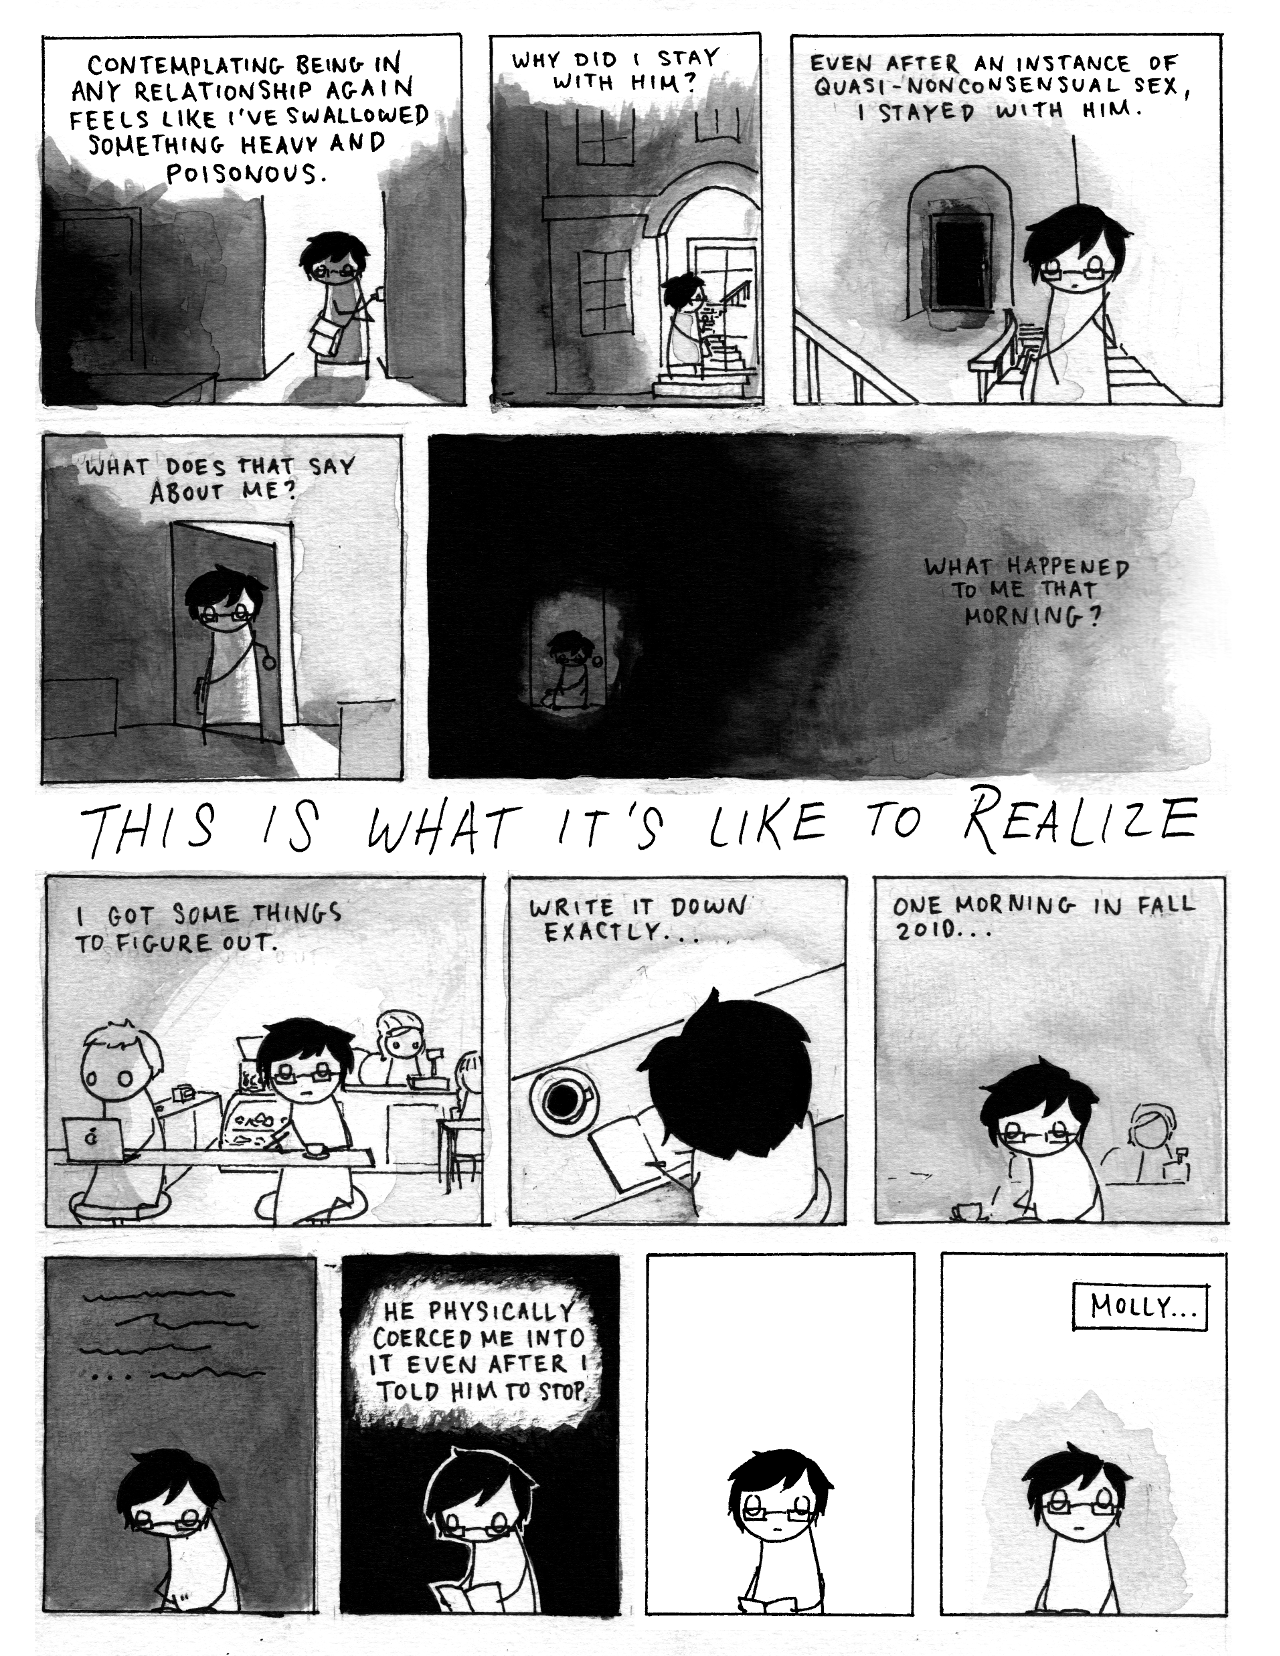 CONTEMPLATING BEING IN
ANY RELATIONSHIP AGAIN
FEELS LIKE I'VE SWALLOWED
SOMETHING HEAVY AND
POISONOUS.
WHY DID I STAY
WITH HIM?
EVEN AFTER AN INSTANCE OF
QUASI-NONCONSENSUAL SEX,
I STAYED WITH HIM.
WHAT DOES THAT SAY
ABOUT ME?
WHAT HAPPENED
TO ME THAT
MORNING?
THIS IS WHAT IT'S LIKE TO REALIZE
I GOT SOME THINGS
TO FIGURE OUT.
WRITE IT DOWN
EXACTLY...
ONE MORNING IN FALL
2010...
HE PHYSICALLY
COERCED ME INTO
IT EVEN AFTER I
TOLD HIM TO STOP.
MOLLY...